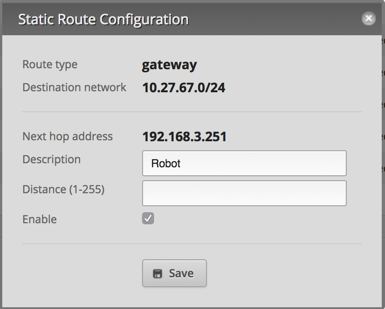 Static Route Configuration
Route type gateway
Destination network 10.27.67.0/24
Next hop address 192.168.3.251
Description Robot
Distance (1-255)
Enable
Save